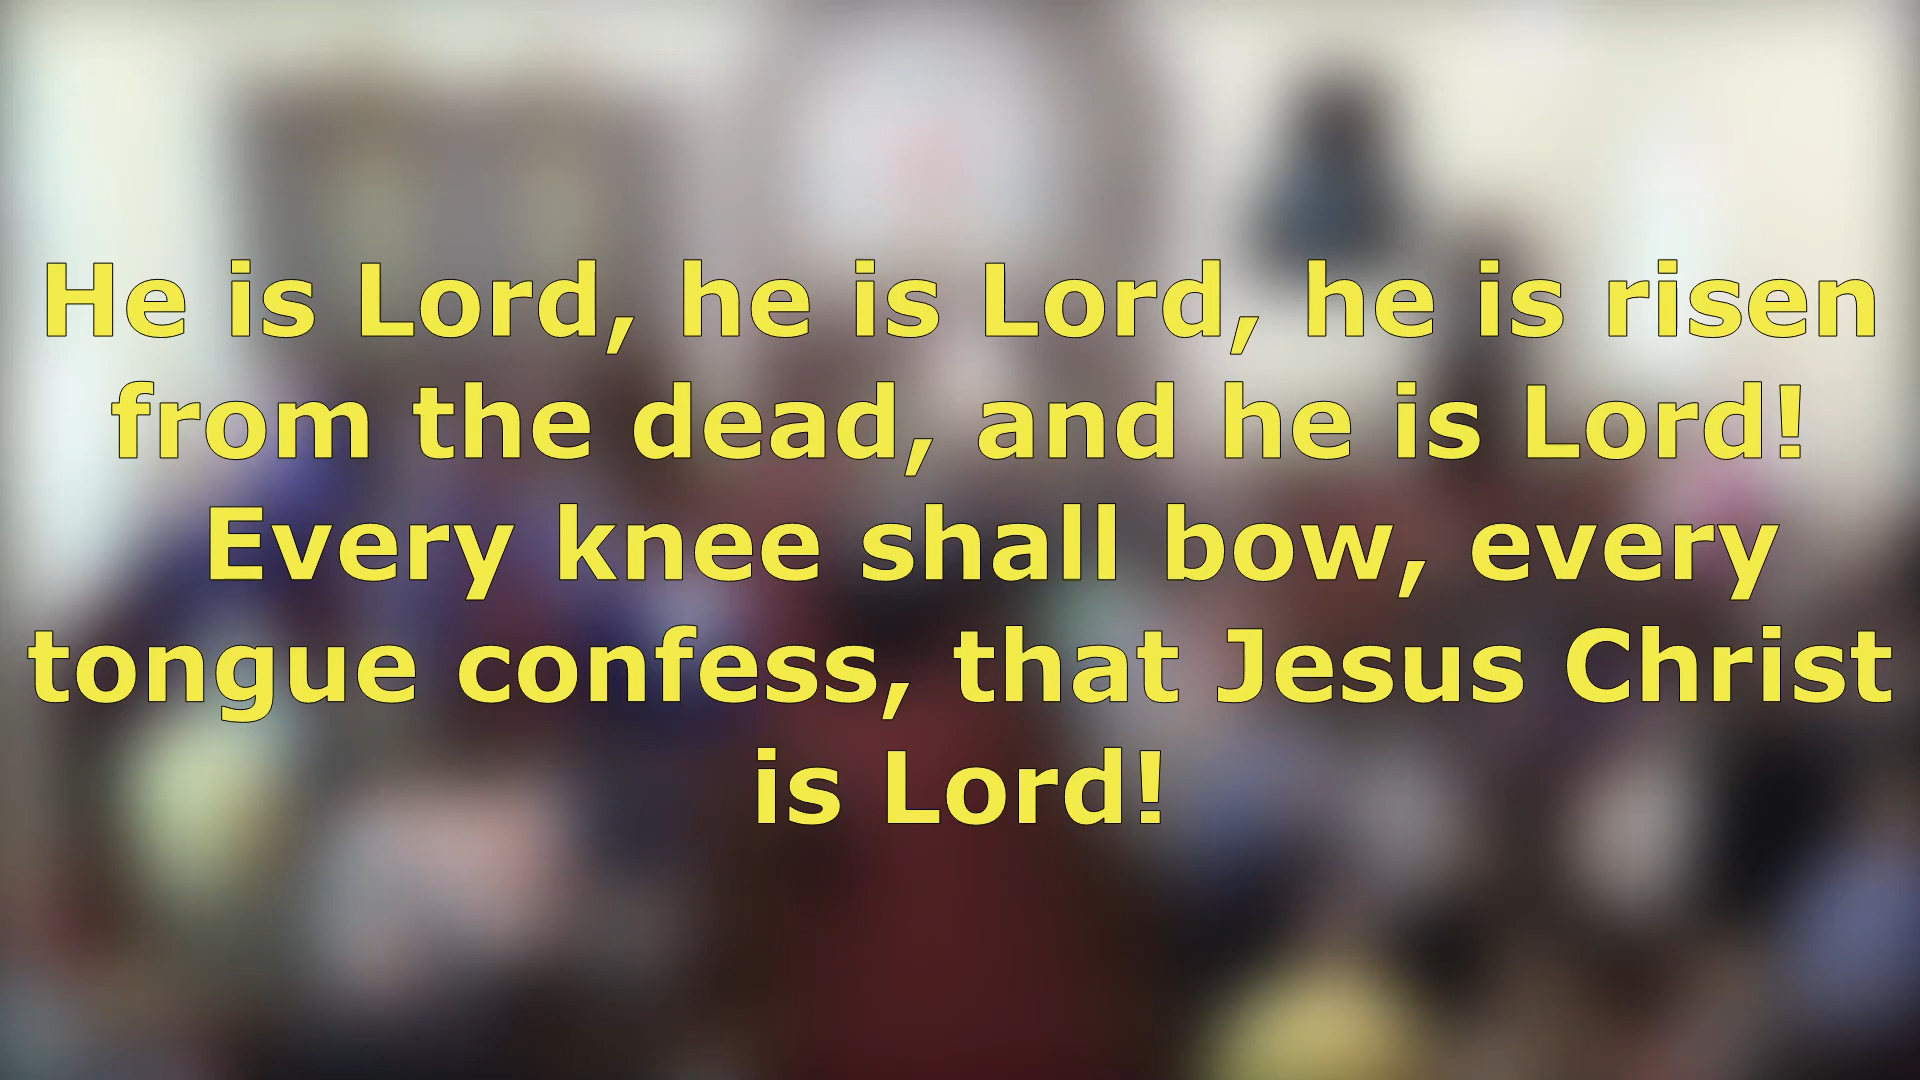 He is Lord, he is Lord, he is risen
from the dead, and he is Lord!
Every knee shall bow, every
tongue confess, that Jesus Christ
is Lord!